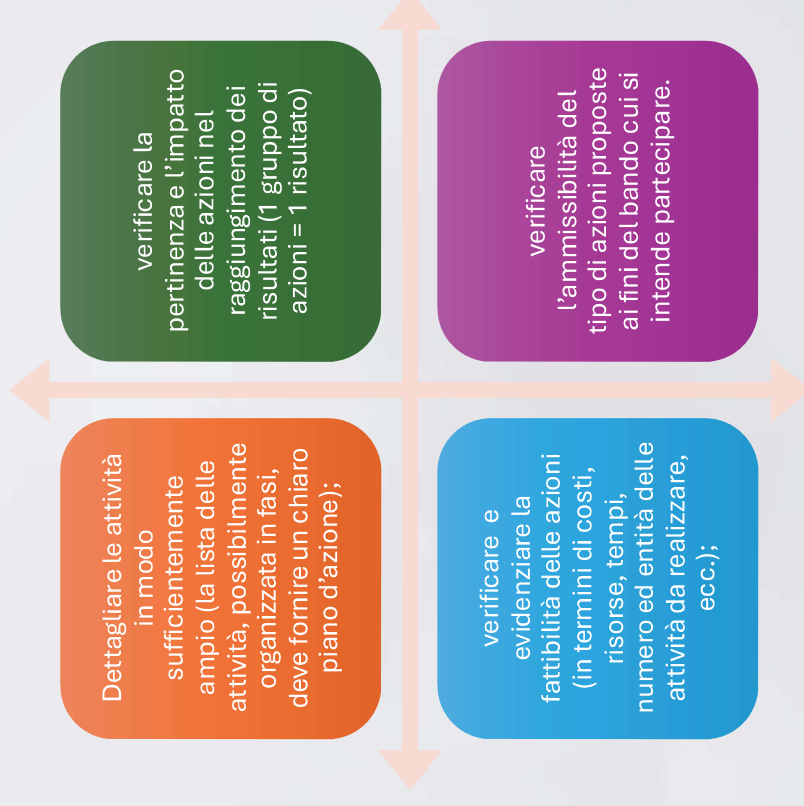 Dettagliare le attività
in modo
sufficientemente
ampio (la lista delle
attività, possibilmente
organizzata in fasi,
deve fornire un chiaro
piano d’azione);
verificare la
pertinenza e l’impatto
delle azioni nel
raggiungimento dei
risultati (1 gruppo di
azioni = 1 risultato)
verificare e
evidenziare la
fattibilità delle azioni
(in termini di costi,
risorse, tempi,
numero ed entità delle
attività da realizzare,
ecc.);
verificare
l’ammissibilità del
tipo di azioni proposte
ai fini del bando cui si
intende partecipare.